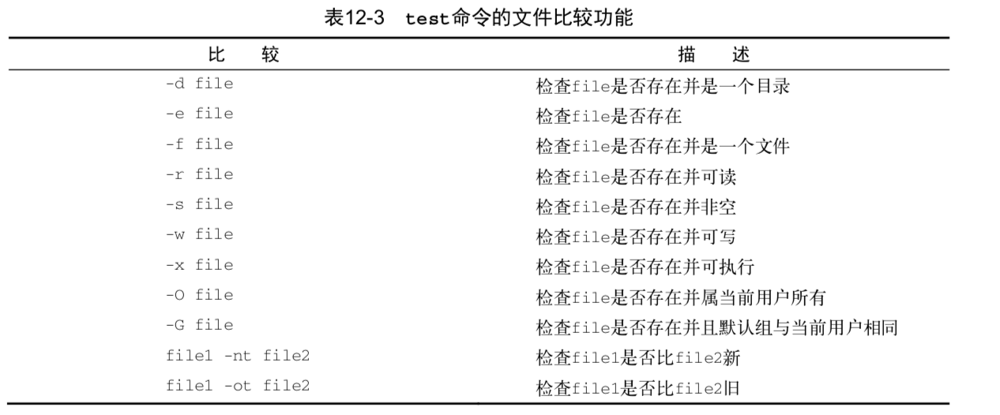 表12-3 test命令的文件比较功能
比 较 描 述
-d file 检查file是否存在并是一个目录
-e file 检查file是否存在
-f file 检查file是否存在并是一个文件
-r file 检查file是否存在并可读
-s file 检查file是否存在并非空
-w file 检查file是否存在并可写
-x file 检查file是否存在并可执行
-O file 检查file是否存在并属当前用户所有
-G file 检查file是否存在并且默认组与当前用户相同
file1 -nt file2 检查file1是否比file2新
file1 -ot file2 检查file1是否比file2旧